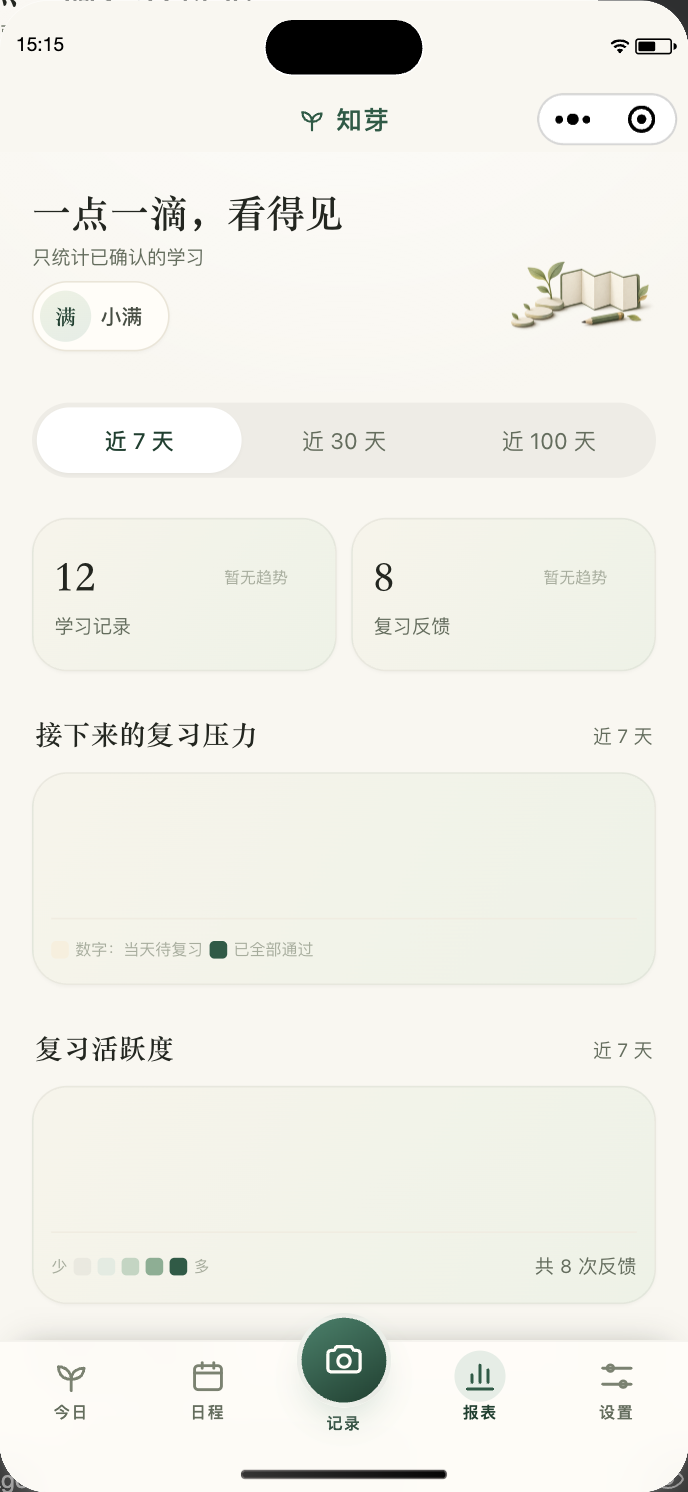 15:15
知芽
一点一滴，看得见
只统计已确认的学习
满 小满
近 7 天 近 30 天 近 100 天
12 暂无趋势
学习记录
8 暂无趋势
复习反馈
接下来的复习压力 近 7 天
数字：当天待复习 已全部通过
复习活跃度 近 7 天
少 多 共 8 次反馈
今日 日程 记录 报表 设置